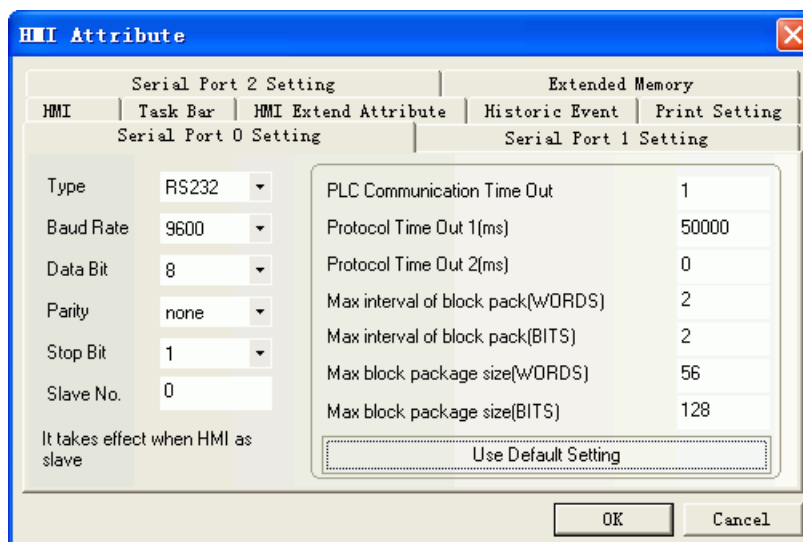 HMI Attribute
Serial Port 2 Setting Extended Memory
HMI Task Bar HMI Extend Attribute Historic Event Print Setting
Serial Port 0 Setting Serial Port 1 Setting
Type RS232
Baud Rate 9600
Data Bit 8
Parity none
Stop Bit 1
Slave No. 0
It takes effect when HMI as
slave
PLC Communication Time Out 1
Protocol Time Out 1(ms) 50000
Protocol Time Out 2(ms) 0
Max interval of block pack(WORDS) 2
Max interval of block pack(BITS) 2
Max block package size(WORDS) 56
Max block package size(BITS) 128
Use Default Setting
OK Cancel